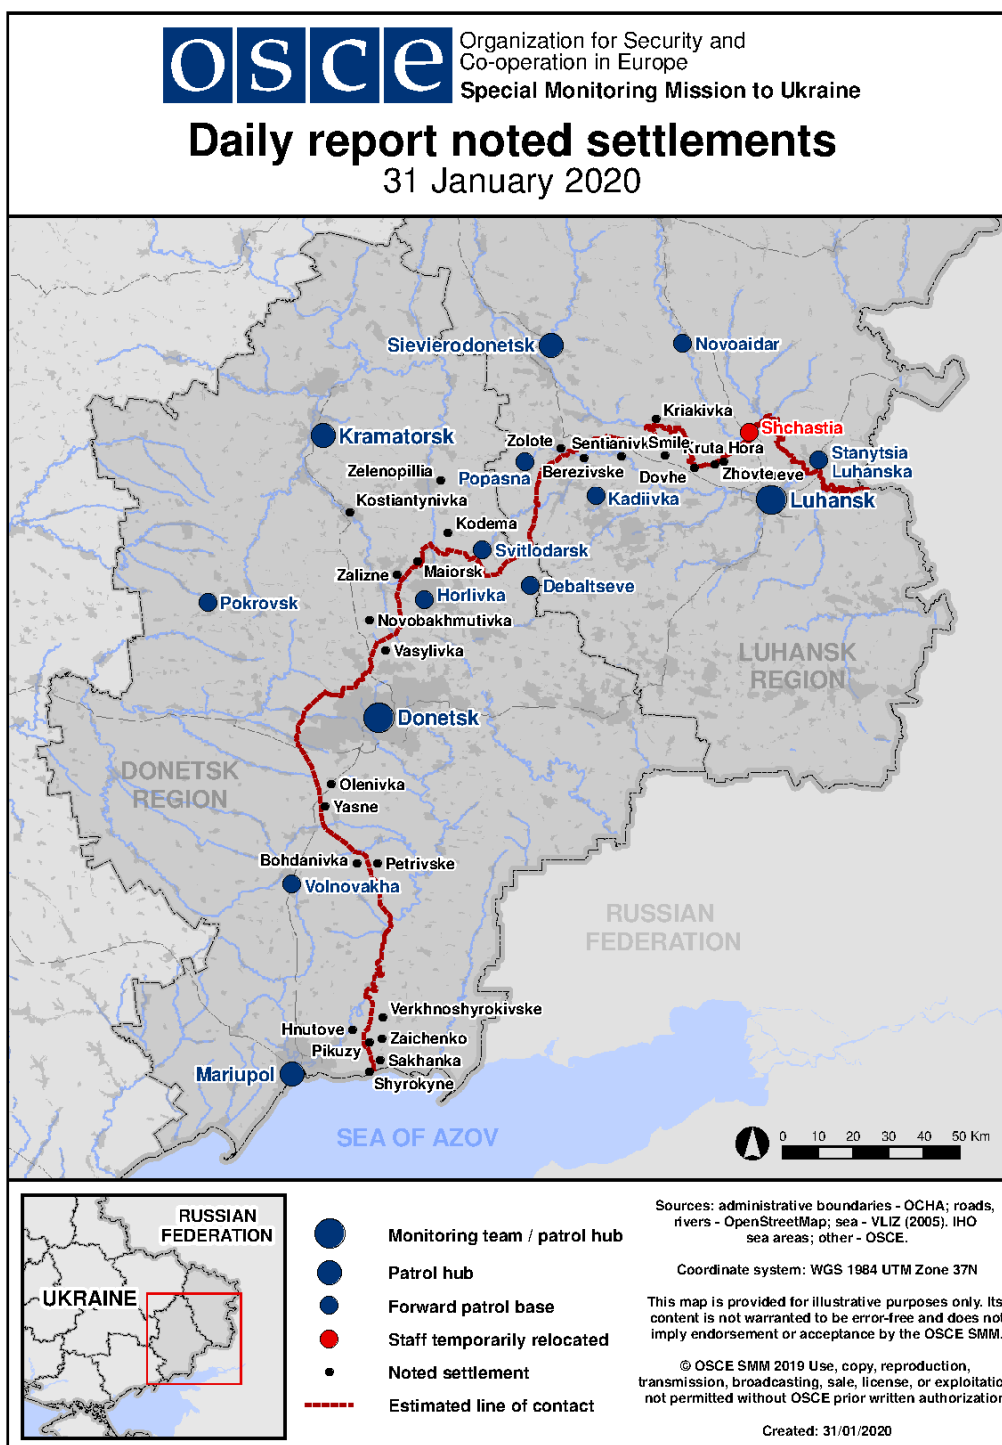 osce
Organization for Security and
Co-operation in Europe
Special Monitoring Mission to Ukraine
Daily report noted settlements
31 January 2020
Sievierodonetsk
Novoaidar
Kriakivka
Shchastia
Kramatorsk
Zolote
Sentianivk
Smile
Kruta Hora
Stanytsia
Luhanska
Zelenopillia
Popasna
Berezivske
Dovhe
Zhovte
eve
Kostiantynivka
Kadiivka
Luhansk
Kodema
Svitlodarsk
Zalizne
Maiorsk
Debaltseve
Pokrovsk
Horlivka
Novobakhmutivka
Vasylivka
LUHANSK
REGION
Donetsk
DONETSK
REGION
Olenivka
Yasne
Bohdanivka
Petrivske
Volnovakha
RUSSIAN
FEDERATION
Verkhnoshyrokivske
Hnutove
Zaichenko
Pikuzy
Sakhanka
Mariupol
Shyrokyne
SEA OF AZOV
0 10 20 30 40 50 Km
RUSSIAN
FEDERATION
UKRAINE
Monitoring team / patrol hub
Patrol hub
Forward patrol base
Staff temporarily relocated
Noted settlement
Estimated line of contact
Sources: administrative boundaries - OCHA; roads,
rivers - OpenStreetMap; sea - VLIZ (2005). IHO
sea areas; other - OSCE.
Coordinate system: WGS 1984 UTM Zone 37N
This map is provided for illustrative purposes only. Its
content is not warranted to be error-free and does not
imply endorsement or acceptance by the OSCE SMM.
© OSCE SMM 2019 Use, copy, reproduction,
transmission, broadcasting, sale, license, or exploitatio
not permitted without OSCE prior written authorization
Created: 31/01/2020